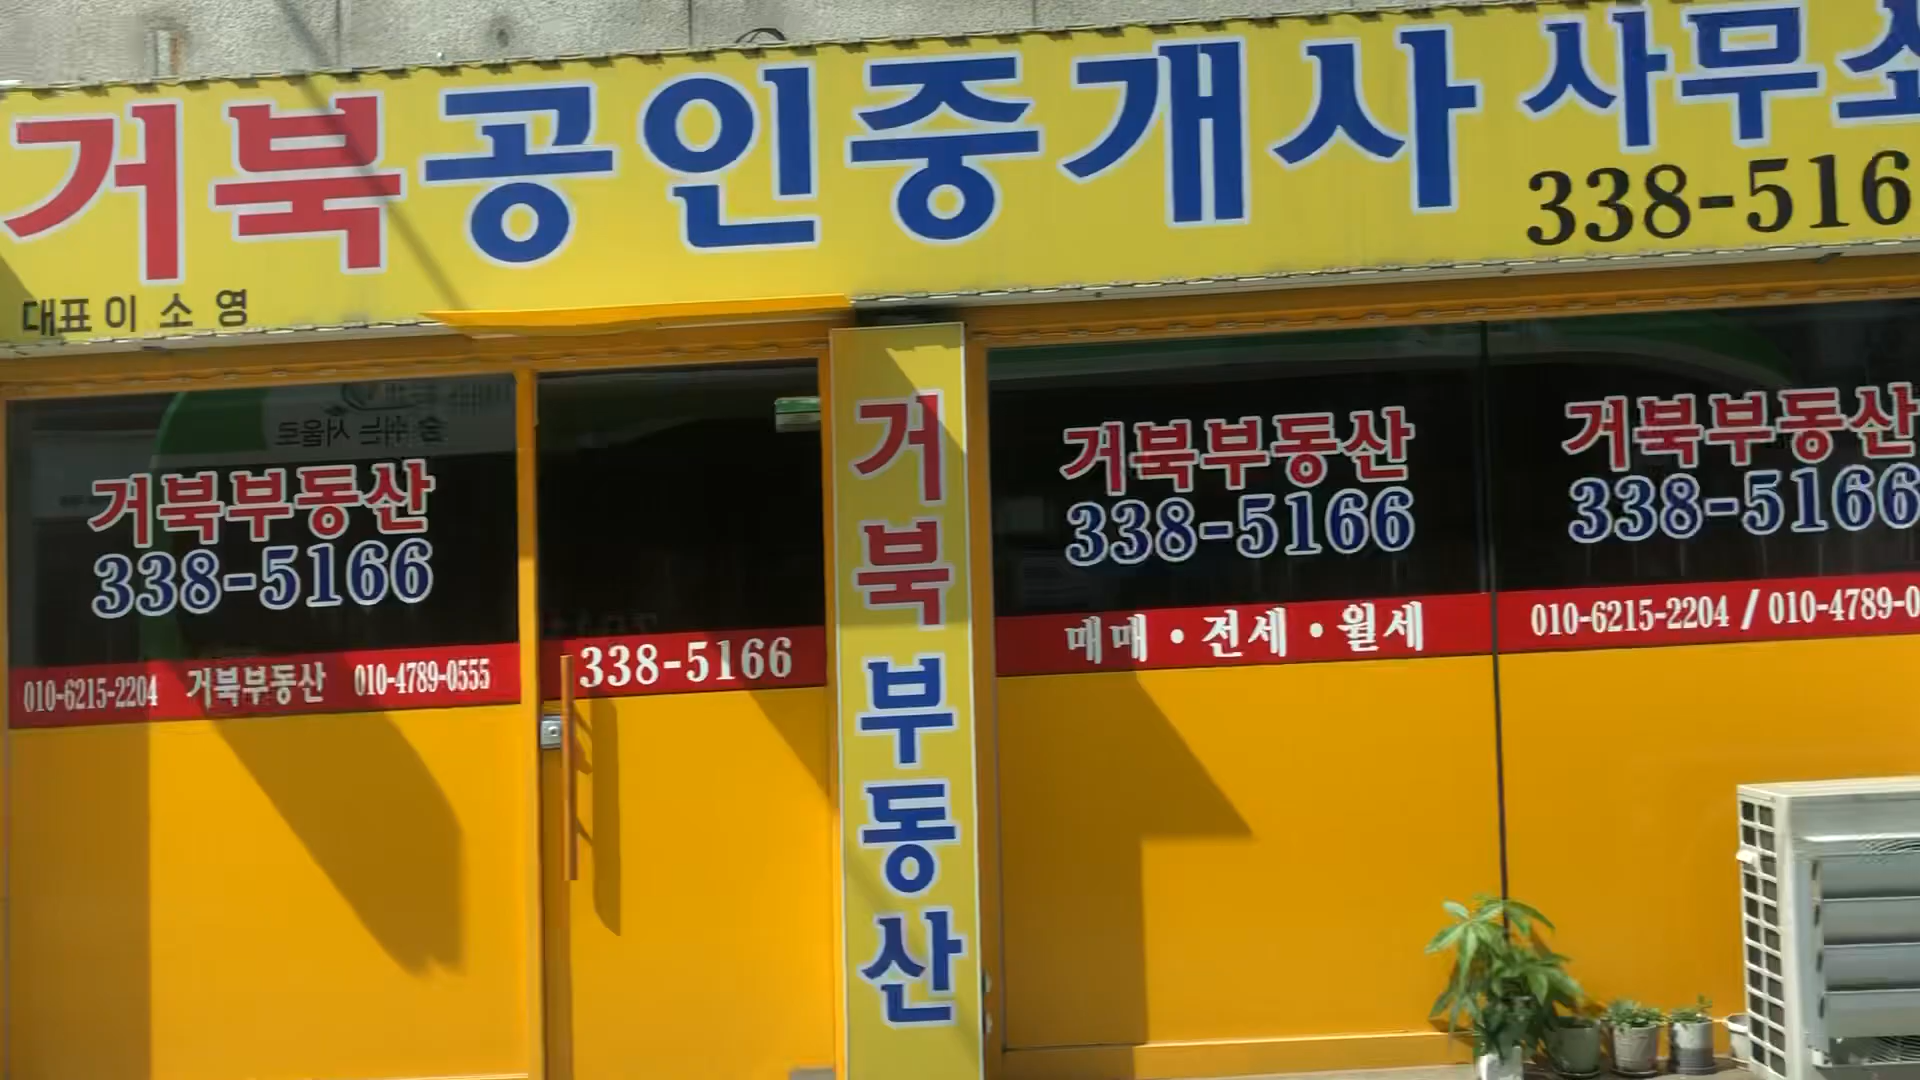 거북공인중개사 사무소
338-516
대표 이소영
거북부동산
338-5166
010-6215-2204 거북부동산 010-4789-0555
338-5166
거북부동산
거북부동산
338-5166
매매·전세·월세
거북부동산
338-5166
010-6215-2204 / 010-4789-0